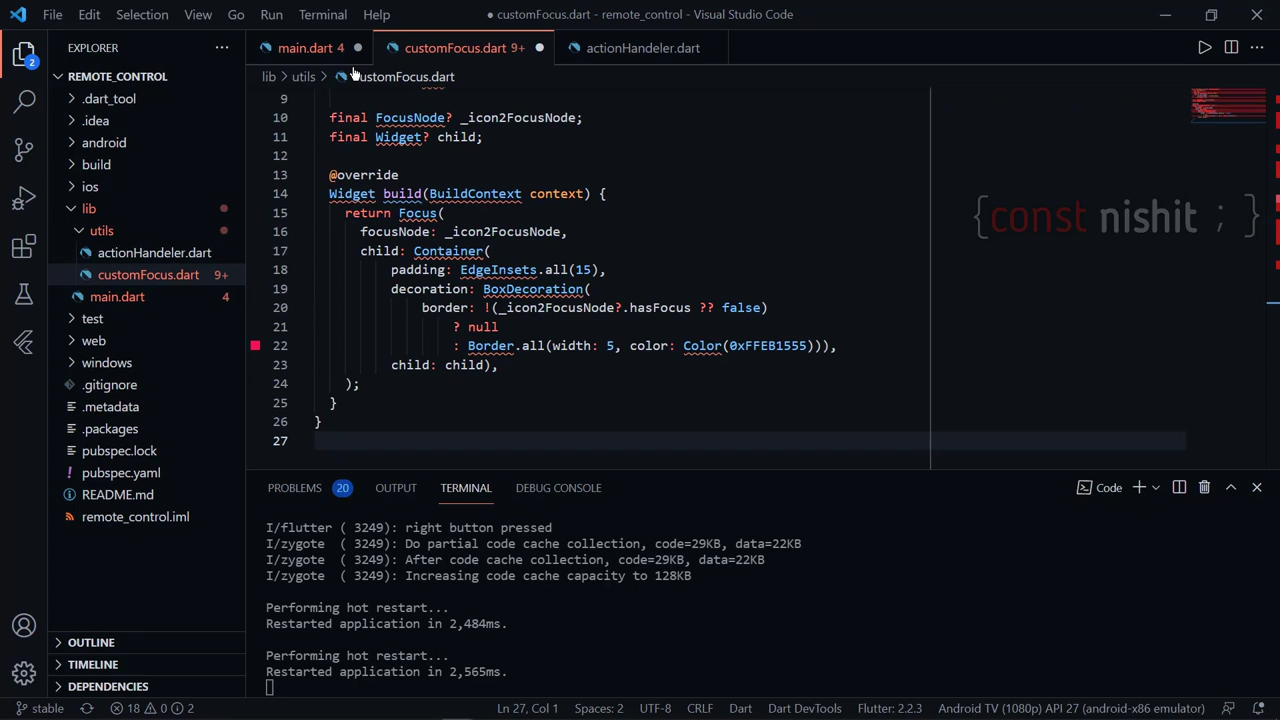 File Edit Selection View Go Run Terminal Help
customFocus.dart - remote_control - Visual Studio Code
EXPLORER
2
REMOTE_CONTROL
.dart_tool
.idea
android
build
ios
lib
utils
actionHandeler.dart
customFocus.dart 9+
main.dart 4
test
web
windows
.gitignore
.metadata
.packages
pubspec.lock
pubspec.yaml
README.md
remote_control.iml
OUTLINE
TIMELINE
DEPENDENCIES
main.dart 4
customFocus.dart 9+
actionHandeler.dart
lib > utils > customFocus.dart
9
10 final FocusNode? _icon2FocusNode;
11 final Widget? child;
12
13 @override
14 Widget build(BuildContext context) {
15 return Focus(
16 focusNode: _icon2FocusNode,
17 child: Container(
18 padding: EdgeInsets.all(15),
19 decoration: BoxDecoration(
20 border: !(_icon2FocusNode?.hasFocus ?? false)
21 ? null
22 : Border.all(width: 5, color: Color(0xFFEB1555))),
23 child: child),
24 );
25 }
26 }
27
{const nishit ; }
PROBLEMS 20 OUTPUT TERMINAL DEBUG CONSOLE
Code
I/flutter ( 3249): right button pressed
I/zygote ( 3249): Do partial code cache collection, code=29KB, data=22KB
I/zygote ( 3249): After code cache collection, code=29KB, data=22KB
I/zygote ( 3249): Increasing code cache capacity to 128KB
Performing hot restart...
Restarted application in 2,484ms.
Performing hot restart...
Restarted application in 2,565ms.
stable 18 0 2 Ln 27, Col 1 Spaces: 2 UTF-8 CRLF Dart Dart DevTools Flutter: 2.2.3 Android TV (1080p) API 27 (android-x86 emulator)